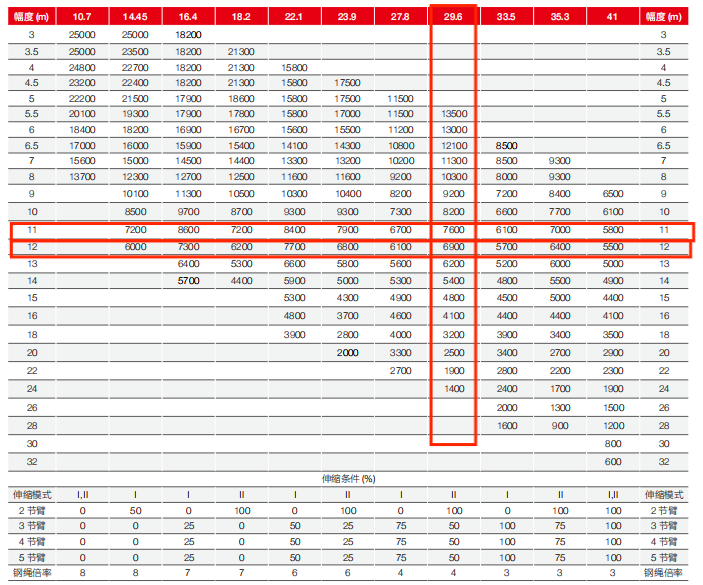 幅度 (m) 10.7 14.45 16.4 18.2 22.1 23.9 27.8 29.6 33.5 35.3 41 幅度 (m)
3 25000 25000 18200 3
3.5 25000 23500 18200 21300 3.5
4 24800 22700 18200 21300 15800 4
4.5 23200 22400 18200 21300 15800 17500 4.5
5 22200 21500 17900 18600 15800 17500 11500 5
5.5 20100 19300 17900 17800 15800 17000 11500 13500 5.5
6 18400 18200 16900 16700 15600 15500 11200 13000 6
6.5 17000 16000 15900 15400 14100 14300 10800 12100 8500 6.5
7 15600 15000 14500 14400 13300 13200 10200 11300 8500 9300 7
8 13700 12300 12700 12500 11600 11600 9200 10300 8000 9300 8
9 10100 11300 10500 10300 10400 8200 9200 7200 8400 6500 9
10 8500 9700 8700 9300 9300 7300 8200 6600 7700 6100 10
11 7200 8600 7200 8400 7900 6700 7600 6100 7000 5800 11
12 6000 7300 6200 7700 6800 6100 6900 5700 6400 5500 12
13 6400 5300 6600 5800 5600 6200 5200 6000 5000 13
14 5700 4400 5900 5000 5300 5400 4800 5500 4900 14
15 5300 4300 4900 4800 4500 5000 4400 15
16 4800 3700 4600 4100 4400 4400 4100 16
18 3900 2800 4000 3200 3900 3400 3500 18
20 2000 3300 2500 3400 2700 2900 20
22 2700 1900 2800 2200 2300 22
24 1400 2400 1700 1900 24
26 2000 1300 1500 26
28 1600 900 1200 28
30 800 30
32 600 32
伸缩条件 (%)
伸缩模式 I,II I I II I II I II I II I,II 伸缩模式
2 节臂 0 50 0 100 0 100 0 100 0 100 100 2 节臂
3 节臂 0 0 25 0 50 25 75 50 100 75 100 3 节臂
4 节臂 0 0 25 0 50 25 75 50 100 75 100 4 节臂
5 节臂 0 0 25 0 50 25 75 50 100 75 100 5 节臂
钢绳倍率 8 8 7 7 6 6 4 4 3 3 3 钢绳倍率